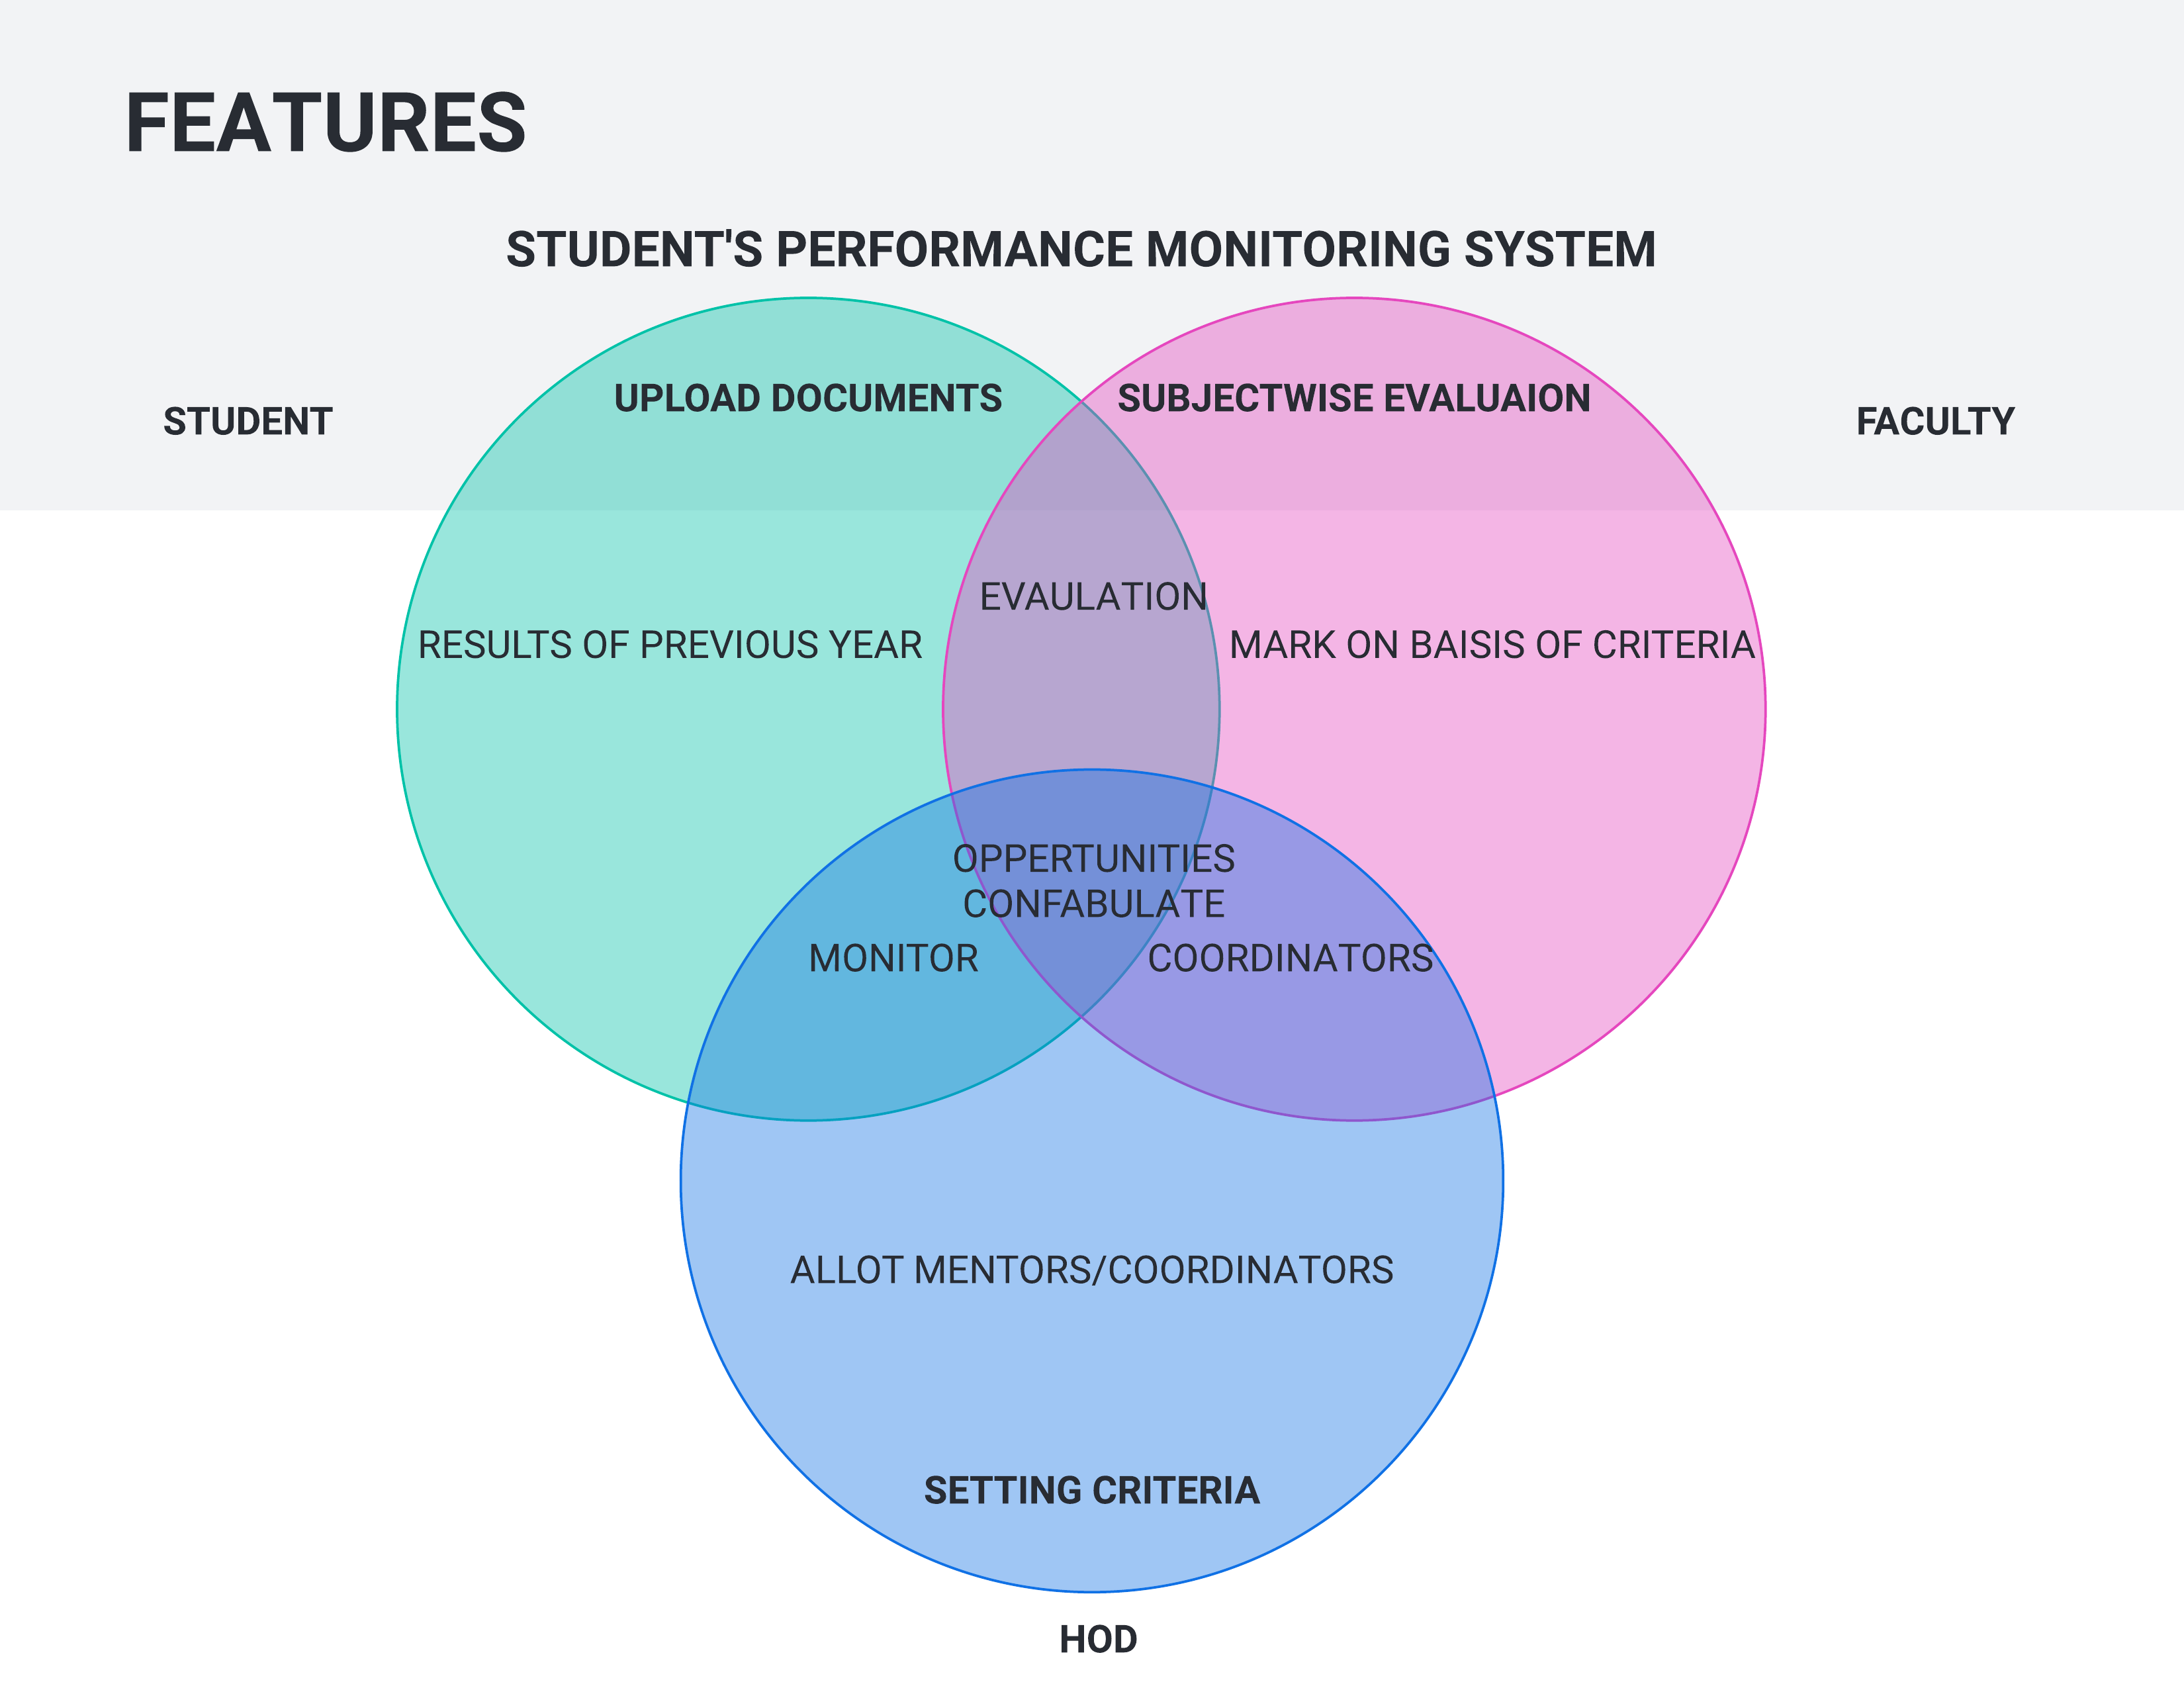 FEATURES
STUDENT'S PERFORMANCE MONITORING SYSTEM
STUDENT
UPLOAD DOCUMENTS
SUBJECTWISE EVALUAION
FACULTY
EVAULATION
RESULTS OF PREVIOUS YEAR
MARK ON BAISIS OF CRITERIA
OPPERTUNITIES
CONFABULATE
MONITOR
COORDINATORS
ALLOT MENTORS/COORDINATORS
SETTING CRITERIA
HOD